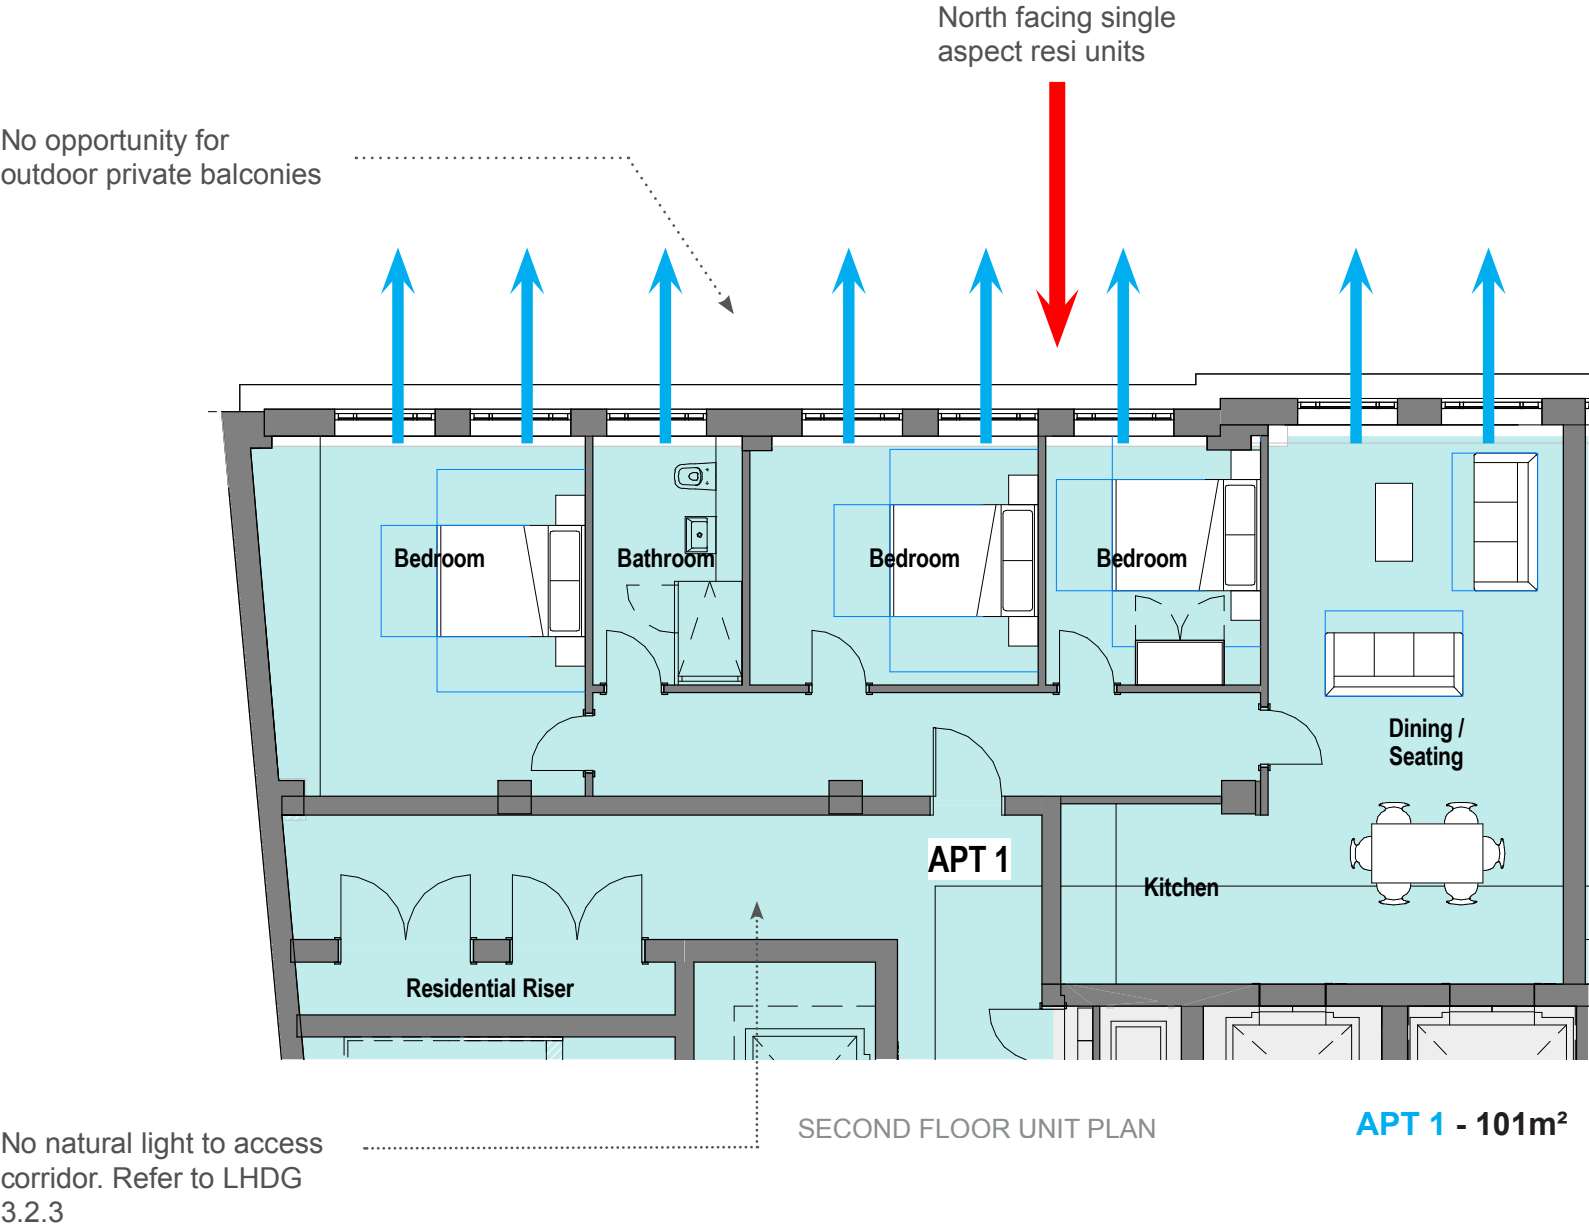 North facing single
aspect resi units
No opportunity for
outdoor private balconies
Bedroom
Bathroom
Bedroom
Bedroom
Dining /
Seating
APT 1
Kitchen
Residential Riser
SECOND FLOOR UNIT PLAN
APT 1 - 101m²
No natural light to access
corridor. Refer to LHDG
3.2.3